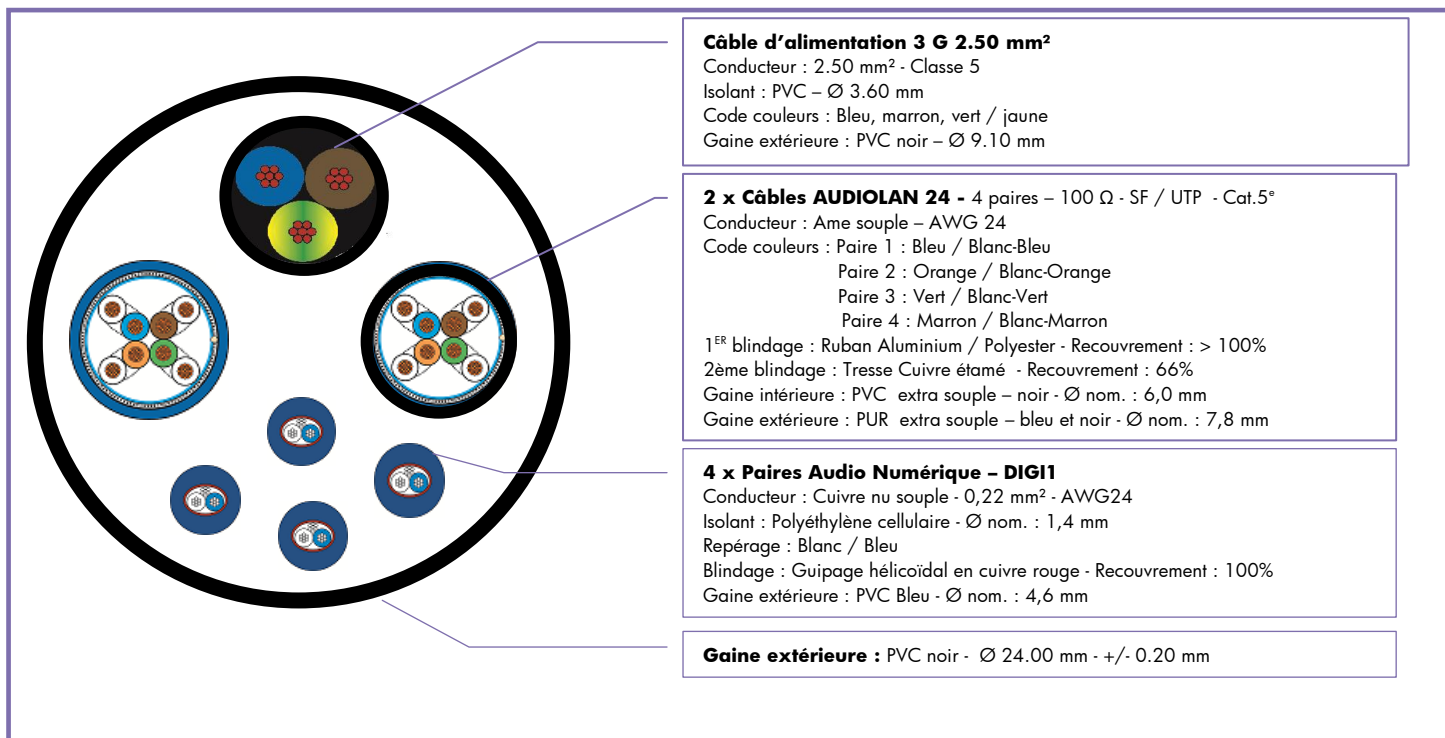 Câble d'alimentation 3 G 2.50 mm²
Conducteur : 2.50 mm² - Classe 5
Isolant : PVC – Ø 3.60 mm
Code couleurs : Bleu, marron, vert / jaune
Gaine extérieure : PVC noir – Ø 9.10 mm
2 x Câbles AUDIOLAN 24 - 4 paires – 100 Ω - SF / UTP - Cat.5ᵉ
Conducteur : Ame souple – AWG 24
Code couleurs : Paire 1 : Bleu / Blanc-Bleu
Paire 2 : Orange / Blanc-Orange
Paire 3 : Vert / Blanc-Vert
Paire 4 : Marron / Blanc-Marron
1ᴱᴿ blindage : Ruban Aluminium / Polyester - Recouvrement : > 100%
2ème blindage : Tresse Cuivre étamé - Recouvrement : 66%
Gaine intérieure : PVC extra souple – noir - Ø nom. : 6,0 mm
Gaine extérieure : PUR extra souple – bleu et noir - Ø nom. : 7,8 mm
4 x Paires Audio Numérique – DIGI1
Conducteur : Cuivre nu souple - 0,22 mm² - AWG24
Isolant : Polyéthylène cellulaire - Ø nom. : 1,4 mm
Repérage : Blanc / Bleu
Blindage : Guipage hélicoïdal en cuivre rouge - Recouvrement : 100%
Gaine extérieure : PVC Bleu - Ø nom. : 4,6 mm
Gaine extérieure : PVC noir - Ø 24.00 mm - +/- 0.20 mm